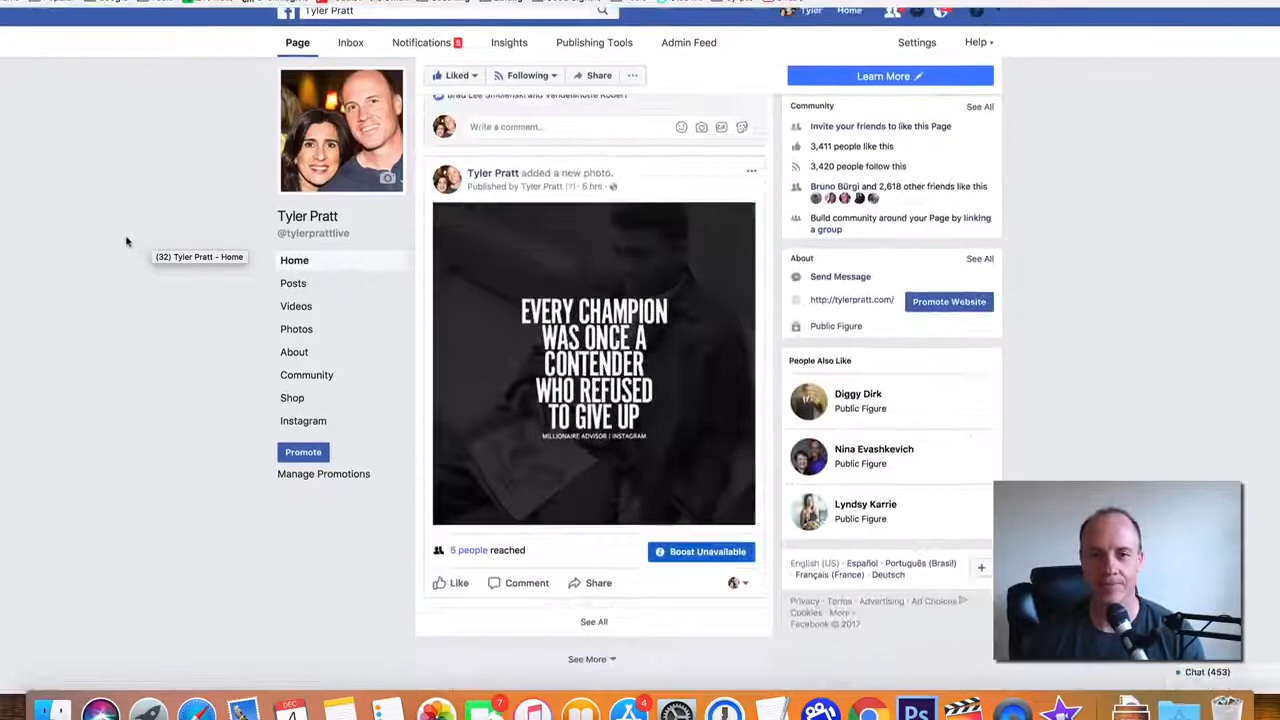 Tyler Pratt
Tyler Home
Page Inbox Notifications 5 Insights Publishing Tools Admin Feed Settings Help
Liked Following Share ... Learn More
Write a comment...
Tyler Pratt added a new photo.
Published by Tyler Pratt [?] · 6 hrs ·
EVERY CHAMPION
WAS ONCE A
CONTENDER
WHO REFUSED
TO GIVE UP
MILLIONAIRE ADVISOR | INSTAGRAM
5 people reached
Boost Unavailable
Like Comment Share
See All
See More
Tyler Pratt
@tylerprattlive
(32) Tyler Pratt - Home
Home
Posts
Videos
Photos
About
Community
Shop
Instagram
Promote
Manage Promotions
Community See All
Invite your friends to like this Page
3,411 people like this
3,420 people follow this
Bruno Bürgi and 2,618 other friends like this
Build community around your Page by linking
a group
About See All
Send Message
http://tylerpratt.com/ Promote Website
Public Figure
People Also Like
Diggy Dirk
Public Figure
Nina Evashkevich
Public Figure
Lyndsy Karrie
Public Figure
English (US) · Español · Português (Brasil) ·
Français (France) · Deutsch
Privacy · Terms · Advertising · Ad Choices
Cookies · More
Facebook © 2017
Chat (453)
DEC
7
4
Ps